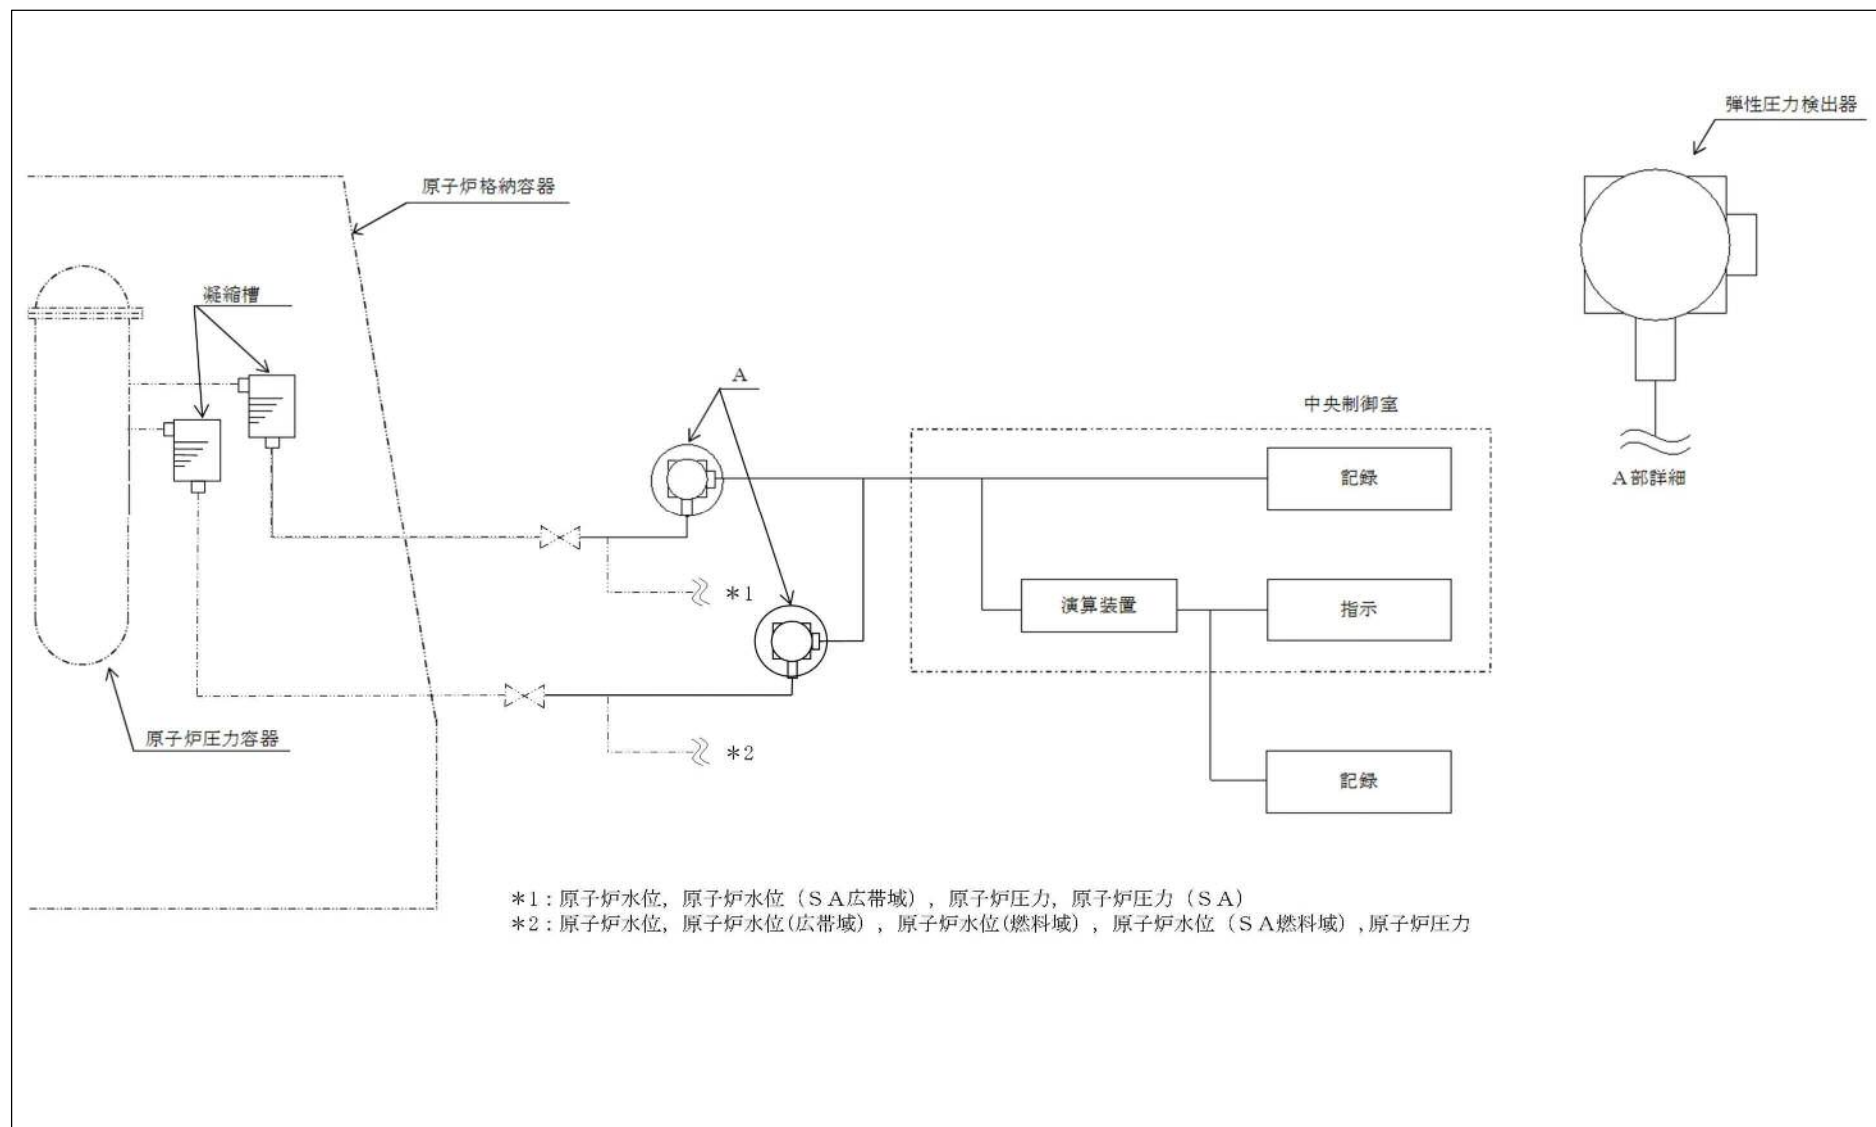 弾性圧力検出器
原子炉格納容器
凝縮槽
A
中央制御室
記録
A部詳細
*1
演算装置
指示
原子炉圧力容器
*2
記録
*1:原子炉水位,原子炉水位(SA広帯域),原子炉圧力,原子炉圧力(SA)
*2:原子炉水位,原子炉水位(広帯域),原子炉水位(燃料域),原子炉水位(SA燃料域),原子炉圧力